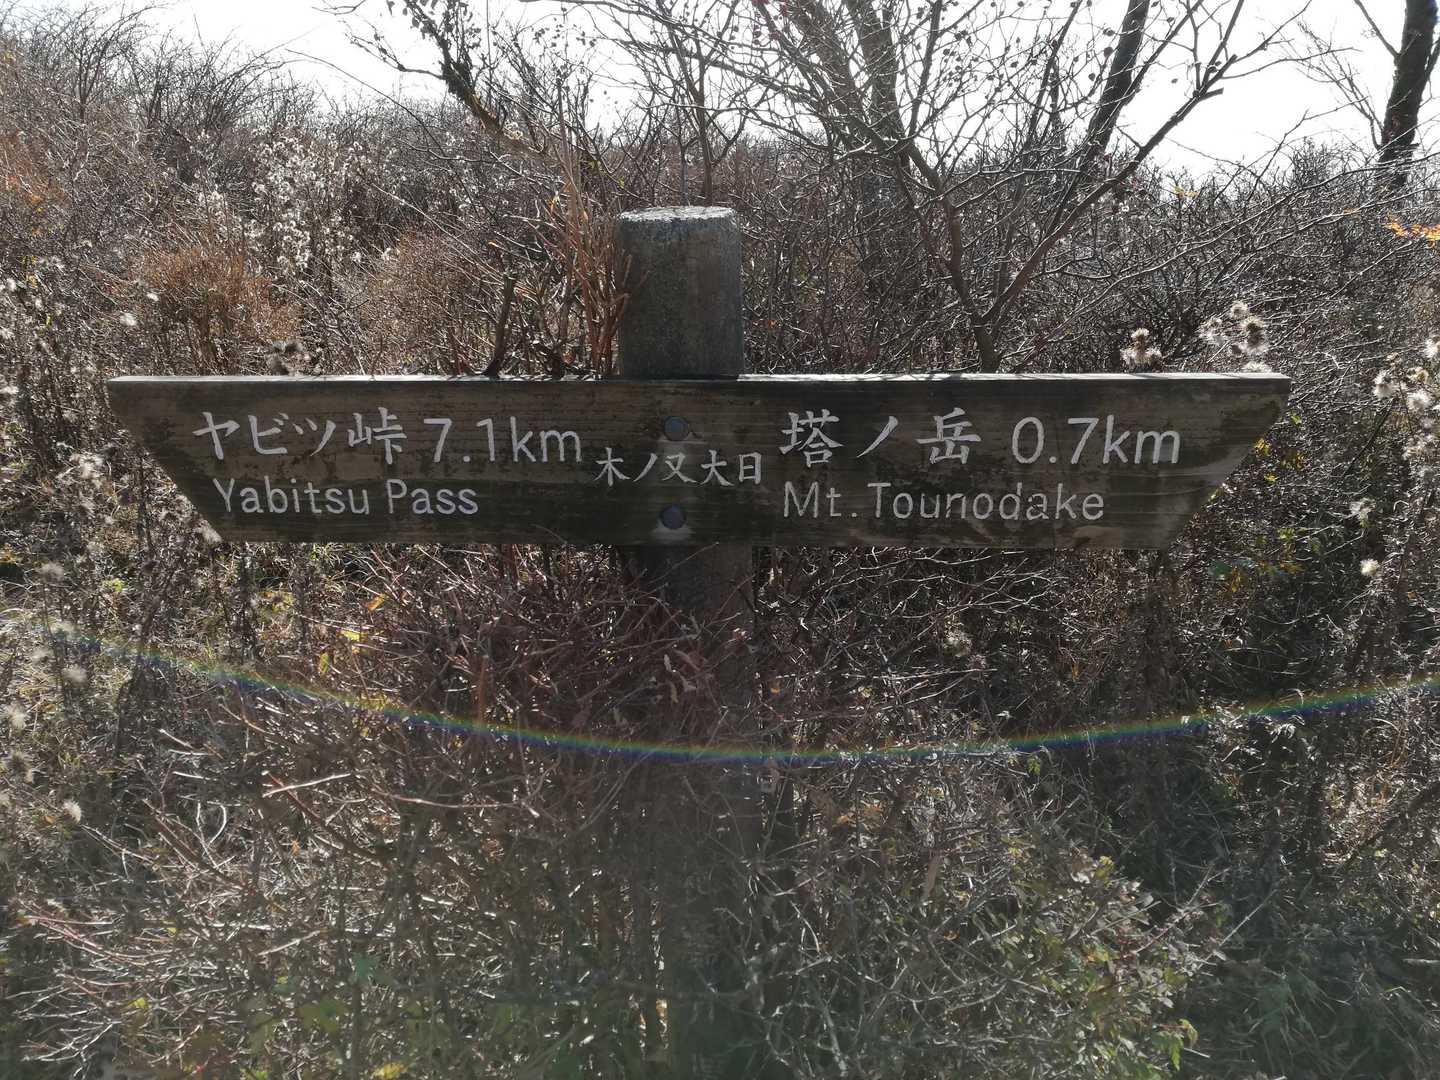 ヤビツ峠 7.1km
Yabitsu Pass
木ノ又大日
塔ノ岳 0.7km
Mt. Tounodake